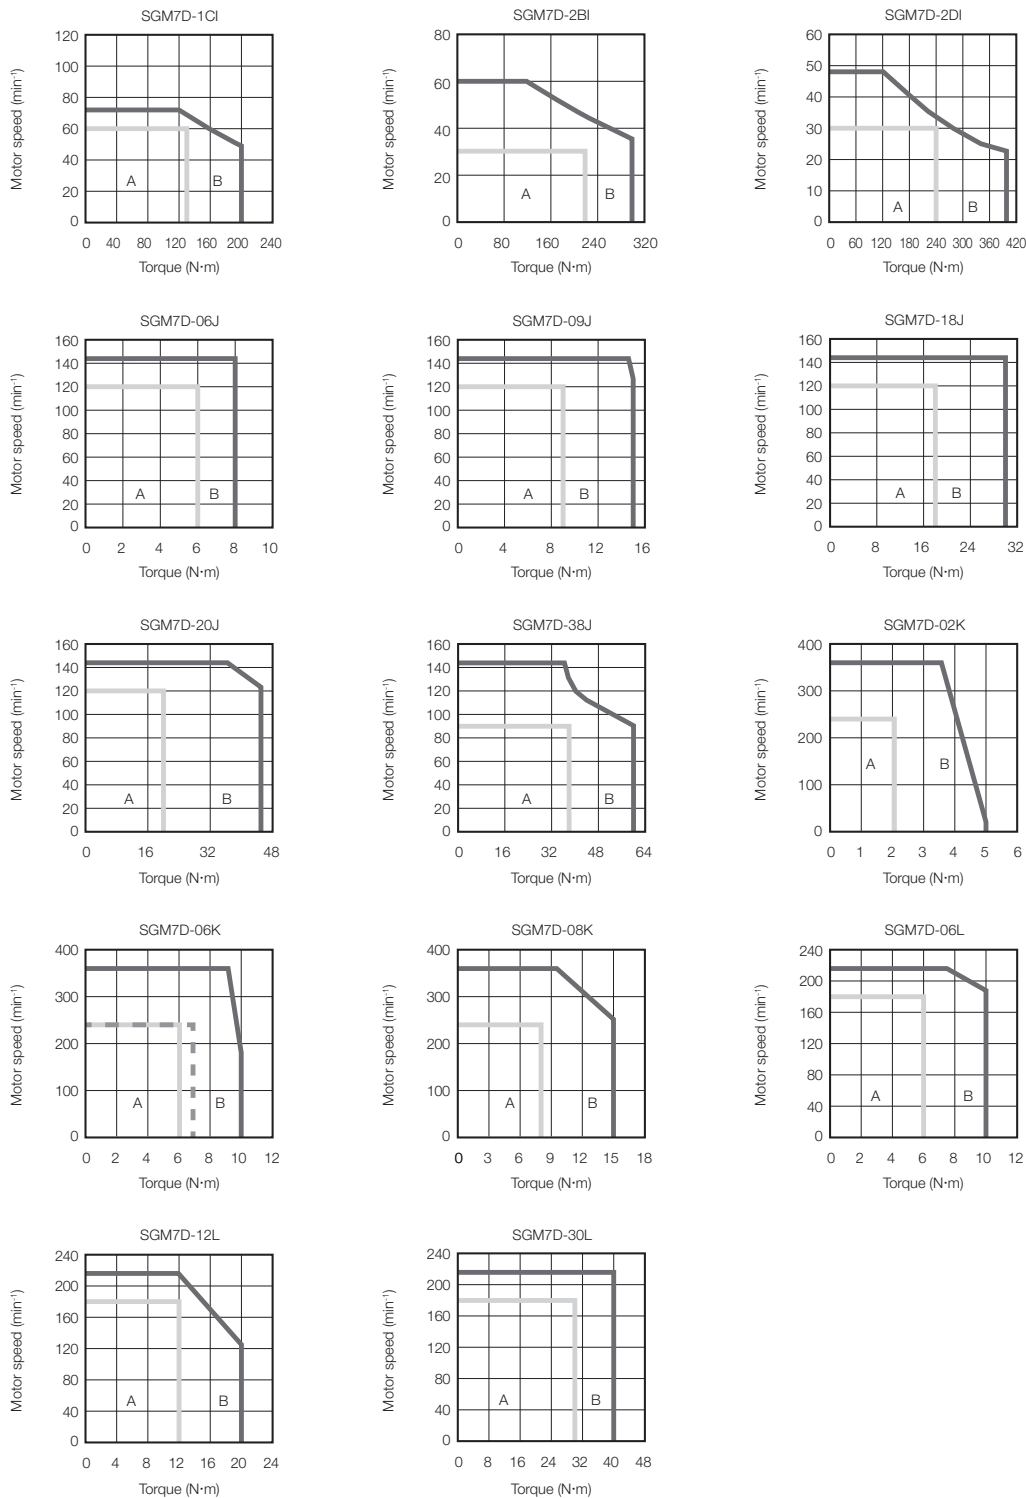 SGM7D-1CI
Motor speed (min⁻¹)
120
100
80
60
40
20
0
A
B
0 40 80 120 160 200 240
Torque (N·m)
SGM7D-2BI
Motor speed (min⁻¹)
80
60
40
20
0
A
B
0 80 160 240 320
Torque (N·m)
SGM7D-2DI
Motor speed (min⁻¹)
60
50
40
30
20
10
0
A
B
0 60 120 180 240 300 360 420
Torque (N·m)
SGM7D-06J
Motor speed (min⁻¹)
160
140
120
100
80
60
40
20
0
A
B
0 2 4 6 8 10
Torque (N·m)
SGM7D-09J
Motor speed (min⁻¹)
160
140
120
100
80
60
40
20
0
A
B
0 4 8 12 16
Torque (N·m)
SGM7D-18J
Motor speed (min⁻¹)
160
140
120
100
80
60
40
20
0
A
B
0 8 16 24 32
Torque (N·m)
SGM7D-20J
Motor speed (min⁻¹)
160
140
120
100
80
60
40
20
0
A
B
0 16 32 48
Torque (N·m)
SGM7D-38J
Motor speed (min⁻¹)
160
140
120
100
80
60
40
20
0
A
B
0 16 32 48 64
Torque (N·m)
SGM7D-02K
Motor speed (min⁻¹)
400
300
200
100
0
A
B
0 1 2 3 4 5 6
Torque (N·m)
SGM7D-06K
Motor speed (min⁻¹)
400
300
200
100
0
A
B
0 2 4 6 8 10 12
Torque (N·m)
SGM7D-08K
Motor speed (min⁻¹)
400
300
200
100
0
A
B
0 3 6 9 12 15 18
Torque (N·m)
SGM7D-06L
Motor speed (min⁻¹)
240
200
160
120
80
40
0
A
B
0 2 4 6 8 10 12
Torque (N·m)
SGM7D-12L
Motor speed (min⁻¹)
240
200
160
120
80
40
0
A
B
0 4 8 12 16 20 24
Torque (N·m)
SGM7D-30L
Motor speed (min⁻¹)
240
200
160
120
80
40
0
A
B
0 8 16 24 32 40 48
Torque (N·m)